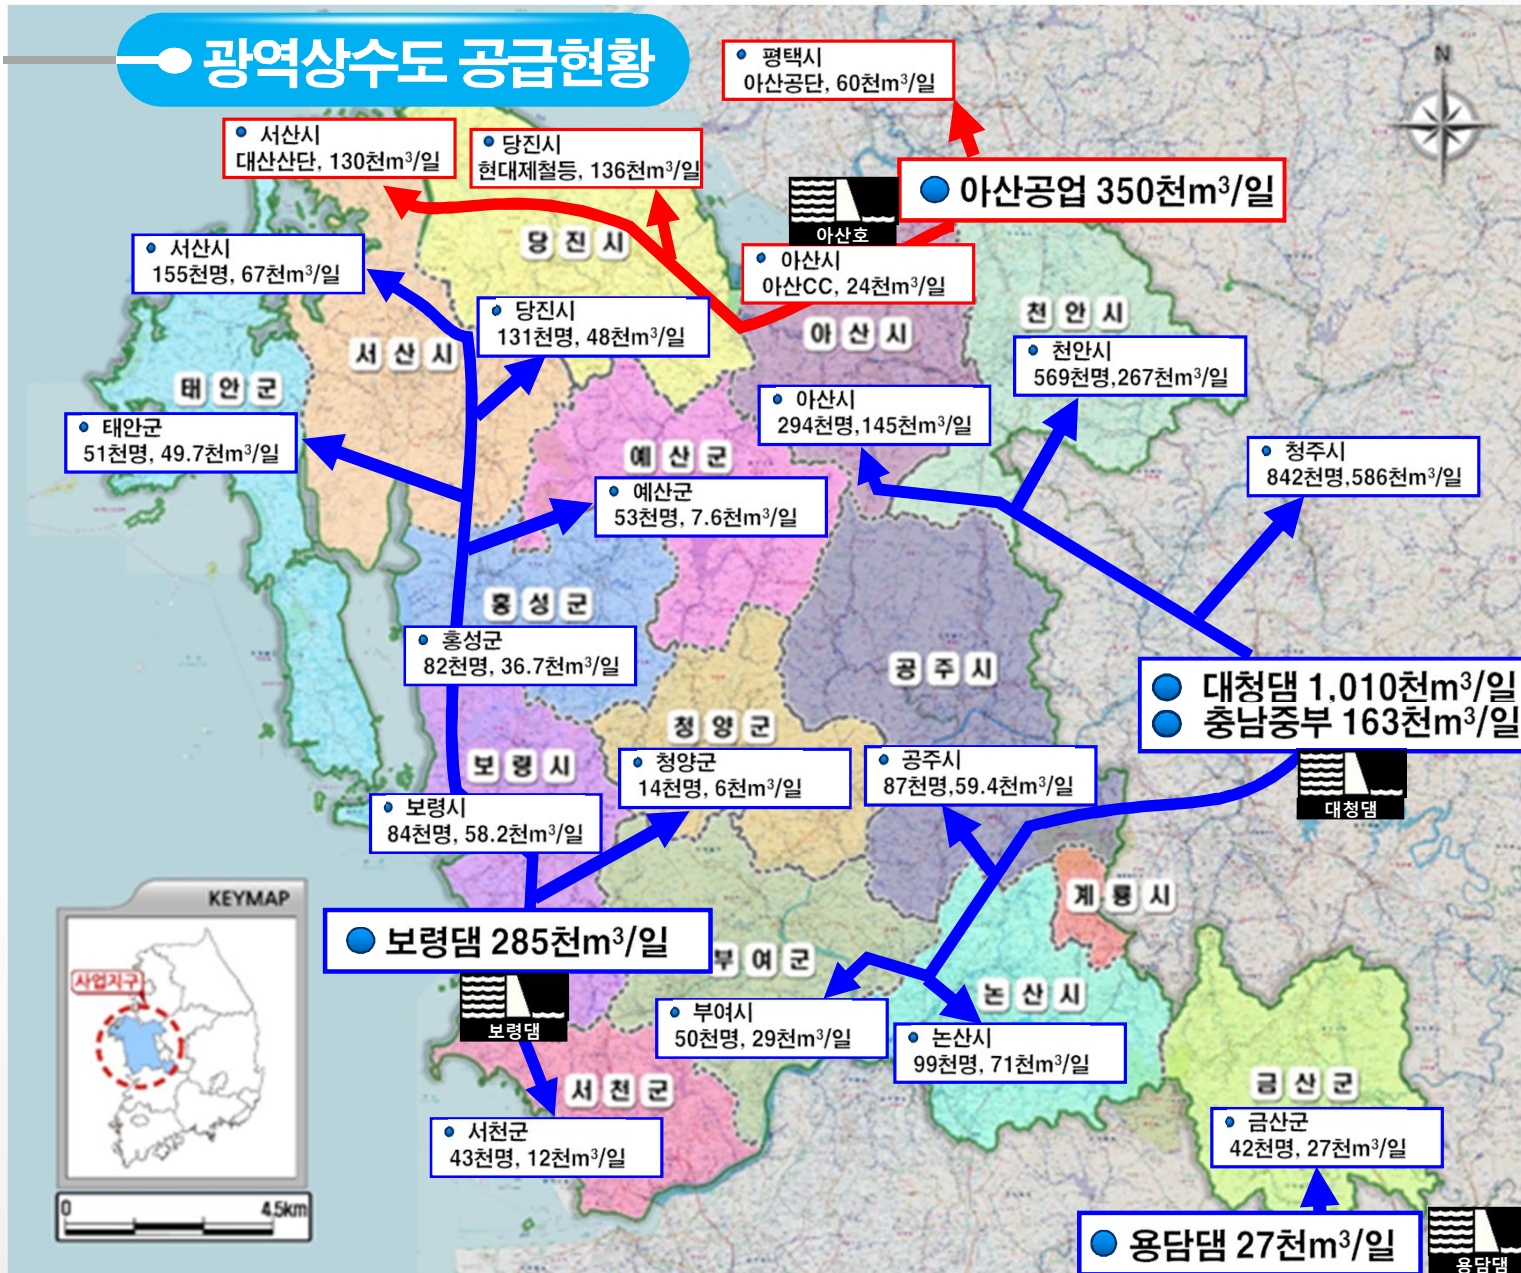 광역상수도 공급현황
평택시
아산공단, 60천m³/일
N
서산시
대산산단, 130천m³/일
당진시
현대제철등, 136천m³/일
아산공업 350천m³/일
아산호
당진시
서산시
155천명, 67천m³/일
아산시
아산CC, 24천m³/일
당진시
131천명, 48천m³/일
천안시
아산시
서산시
천안시
569천명,267천m³/일
태안군
아산시
294천명,145천m³/일
태안군
51천명, 49.7천m³/일
예산군
청주시
842천명,586천m³/일
예산군
53천명, 7.6천m³/일
홍성군
홍성군
82천명, 36.7천m³/일
공주시
대청댐 1,010천m³/일
충남중부 163천m³/일
청양군
보령시
청양군
14천명, 6천m³/일
공주시
87천명,59.4천m³/일
대청댐
보령시
84천명, 58.2천m³/일
KEYMAP
계룡시
사업지구
보령댐 285천m³/일
부여군
논산시
보령댐
부여시
50천명, 29천m³/일
논산시
99천명, 71천m³/일
서천군
금산군
서천군
43천명, 12천m³/일
금산군
42천명, 27천m³/일
0 4.5km
용담댐 27천m³/일
용담댐